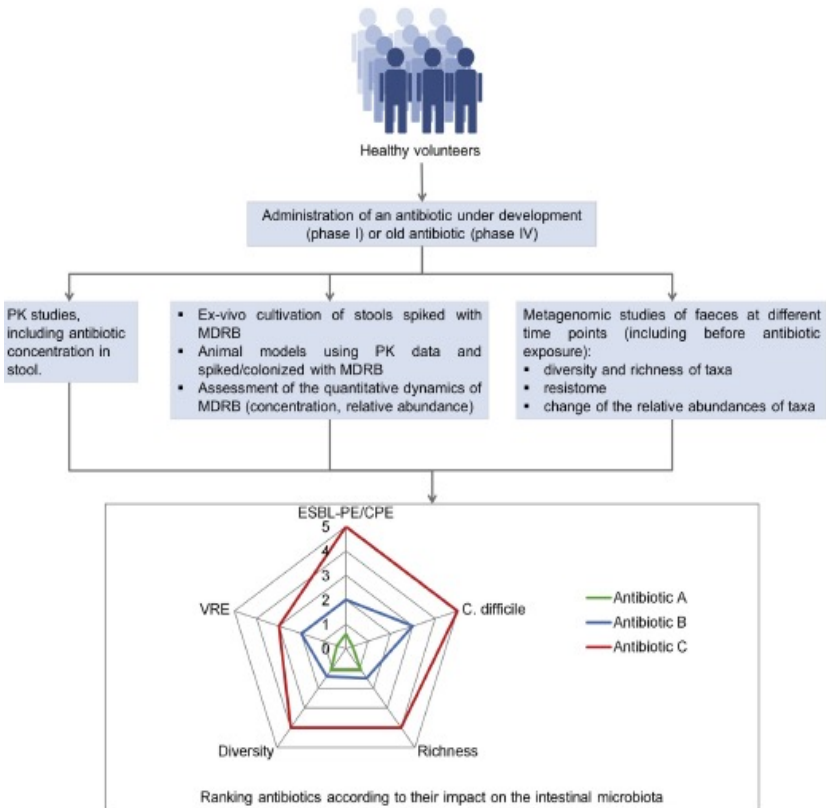 Healthy volunteers
Administration of an antibiotic under development
(phase I) or old antibiotic (phase IV)
PK studies,
including antibiotic
concentration in
stool.
▪ Ex-vivo cultivation of stools spiked with
MDRB
▪ Animal models using PK data and
spiked/colonized with MDRB
▪ Assessment of the quantitative dynamics of
MDRB (concentration, relative abundance)
Metagenomic studies of faeces at different
time points (including before antibiotic
exposure):
▪ diversity and richness of taxa
▪ resistome
▪ change of the relative abundances of taxa
ESBL-PE/CPE
5
4
3
2
1
0
VRE
C. difficile
Diversity
Richness
Antibiotic A
Antibiotic B
Antibiotic C
Ranking antibiotics according to their impact on the intestinal microbiota